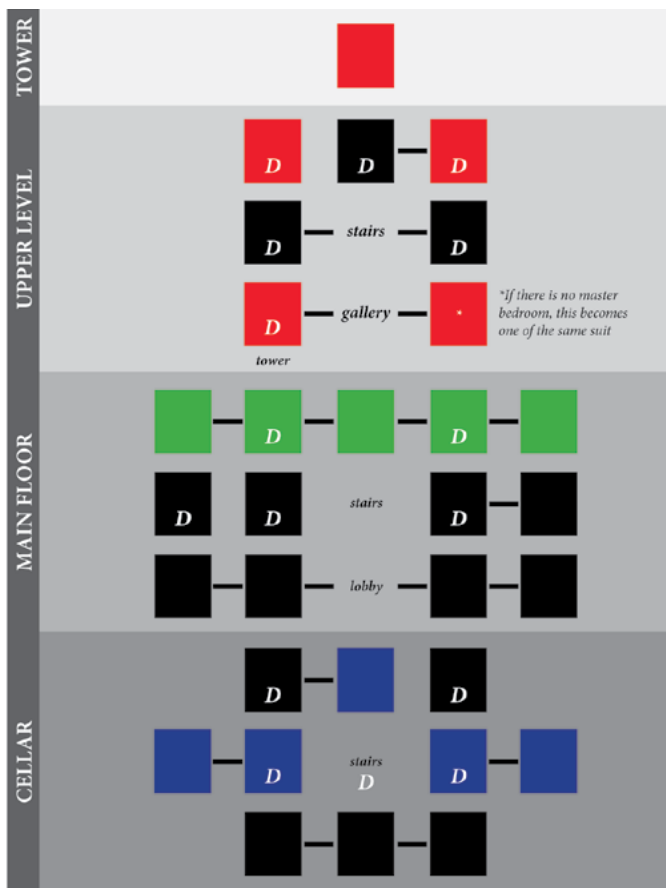 TOWER
UPPER LEVEL
D D D
D stairs D
D gallery *
*If there is no master
bedroom, this becomes
one of the same suit
tower
MAIN FLOOR
D D
D D stairs D
lobby
CELLAR
D D
D stairs D
D